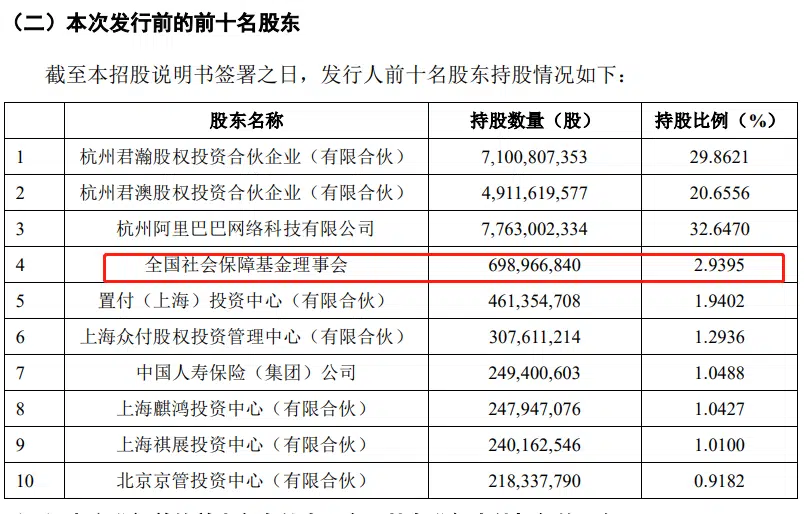 （二）本次发行前的前十名股东
截至本招股说明书签署之日，发行人前十名股东持股情况如下：
股东名称 持股数量（股） 持股比例（%）
1 杭州君瀚股权投资合伙企业（有限合伙） 7,100,807,353 29.8621
2 杭州君澳股权投资合伙企业（有限合伙） 4,911,619,577 20.6556
3 杭州阿里巴巴网络科技有限公司 7,763,002,334 32.6470
4 全国社会保障基金理事会 698,966,840 2.9395
5 置付（上海）投资中心（有限合伙） 461,354,708 1.9402
6 上海众付股权投资管理中心（有限合伙） 307,611,214 1.2936
7 中国人寿保险（集团）公司 249,400,603 1.0488
8 上海麒鸿投资中心（有限合伙） 247,947,076 1.0427
9 上海祺展投资中心（有限合伙） 240,162,546 1.0100
10 北京京管投资中心（有限合伙） 218,337,790 0.9182